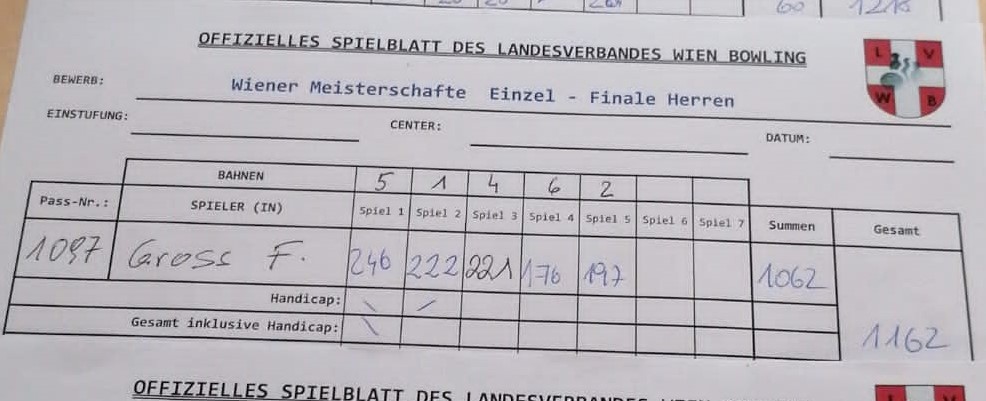 60 1218
OFFIZIELLES SPIELBLATT DES LANDESVERBANDES WIEN BOWLING
L V W B
BEWERB: Wiener Meisterschafte Einzel - Finale Herren
EINSTUFUNG: CENTER: DATUM:
BAHNEN 5 1 4 6 2
Pass-Nr.: SPIELER (IN) Spiel 1 Spiel 2 Spiel 3 Spiel 4 Spiel 5 Spiel 6 Spiel 7 Summen Gesamt
1097 Gross F. 246 222 221 176 197 1062
Handicap:
Gesamt inklusive Handicap: 1162
OFFIZIELLES SPIELBLATT DES